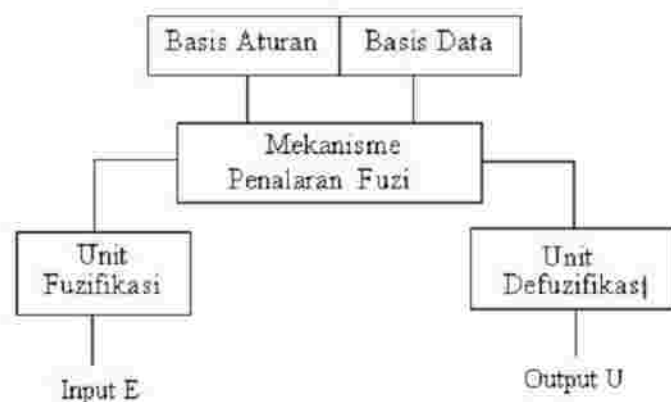 Basis Aturan
Basis Data
Mekanisme
Penalaran Fuzi
Unit
Fuzifikasi
Unit
Defuzifikasi
Input E
Output U